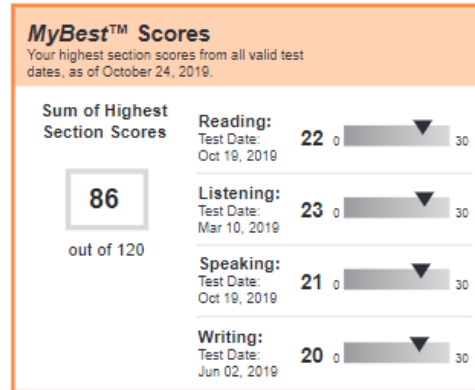 MyBest™ Scores
Your highest section scores from all valid test
dates, as of October 24, 2019.
Sum of Highest
Section Scores
86
out of 120
Reading:
Test Date:
Oct 19, 2019
22 0 30
Listening:
Test Date:
Mar 10, 2019
23 0 30
Speaking:
Test Date:
Oct 19, 2019
21 0 30
Writing:
Test Date:
Jun 02, 2019
20 0 30